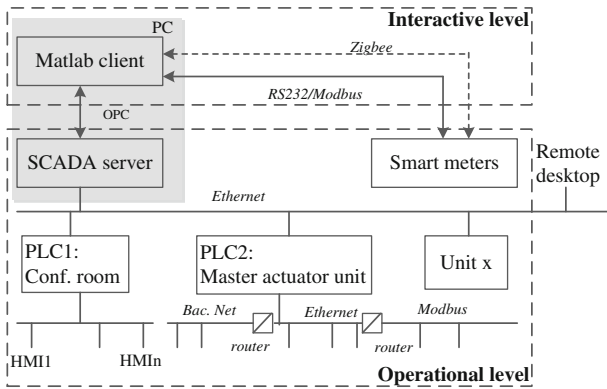 Interactive level
PC
Matlab client
Zigbee
RS232/Modbus
OPC
SCADA server
Smart meters
Remote
desktop
Ethernet
PLC1:
Conf. room
PLC2:
Master actuator unit
Unit x
Bac. Net
Ethernet
Modbus
router
router
HMI1
HMIn
Operational level